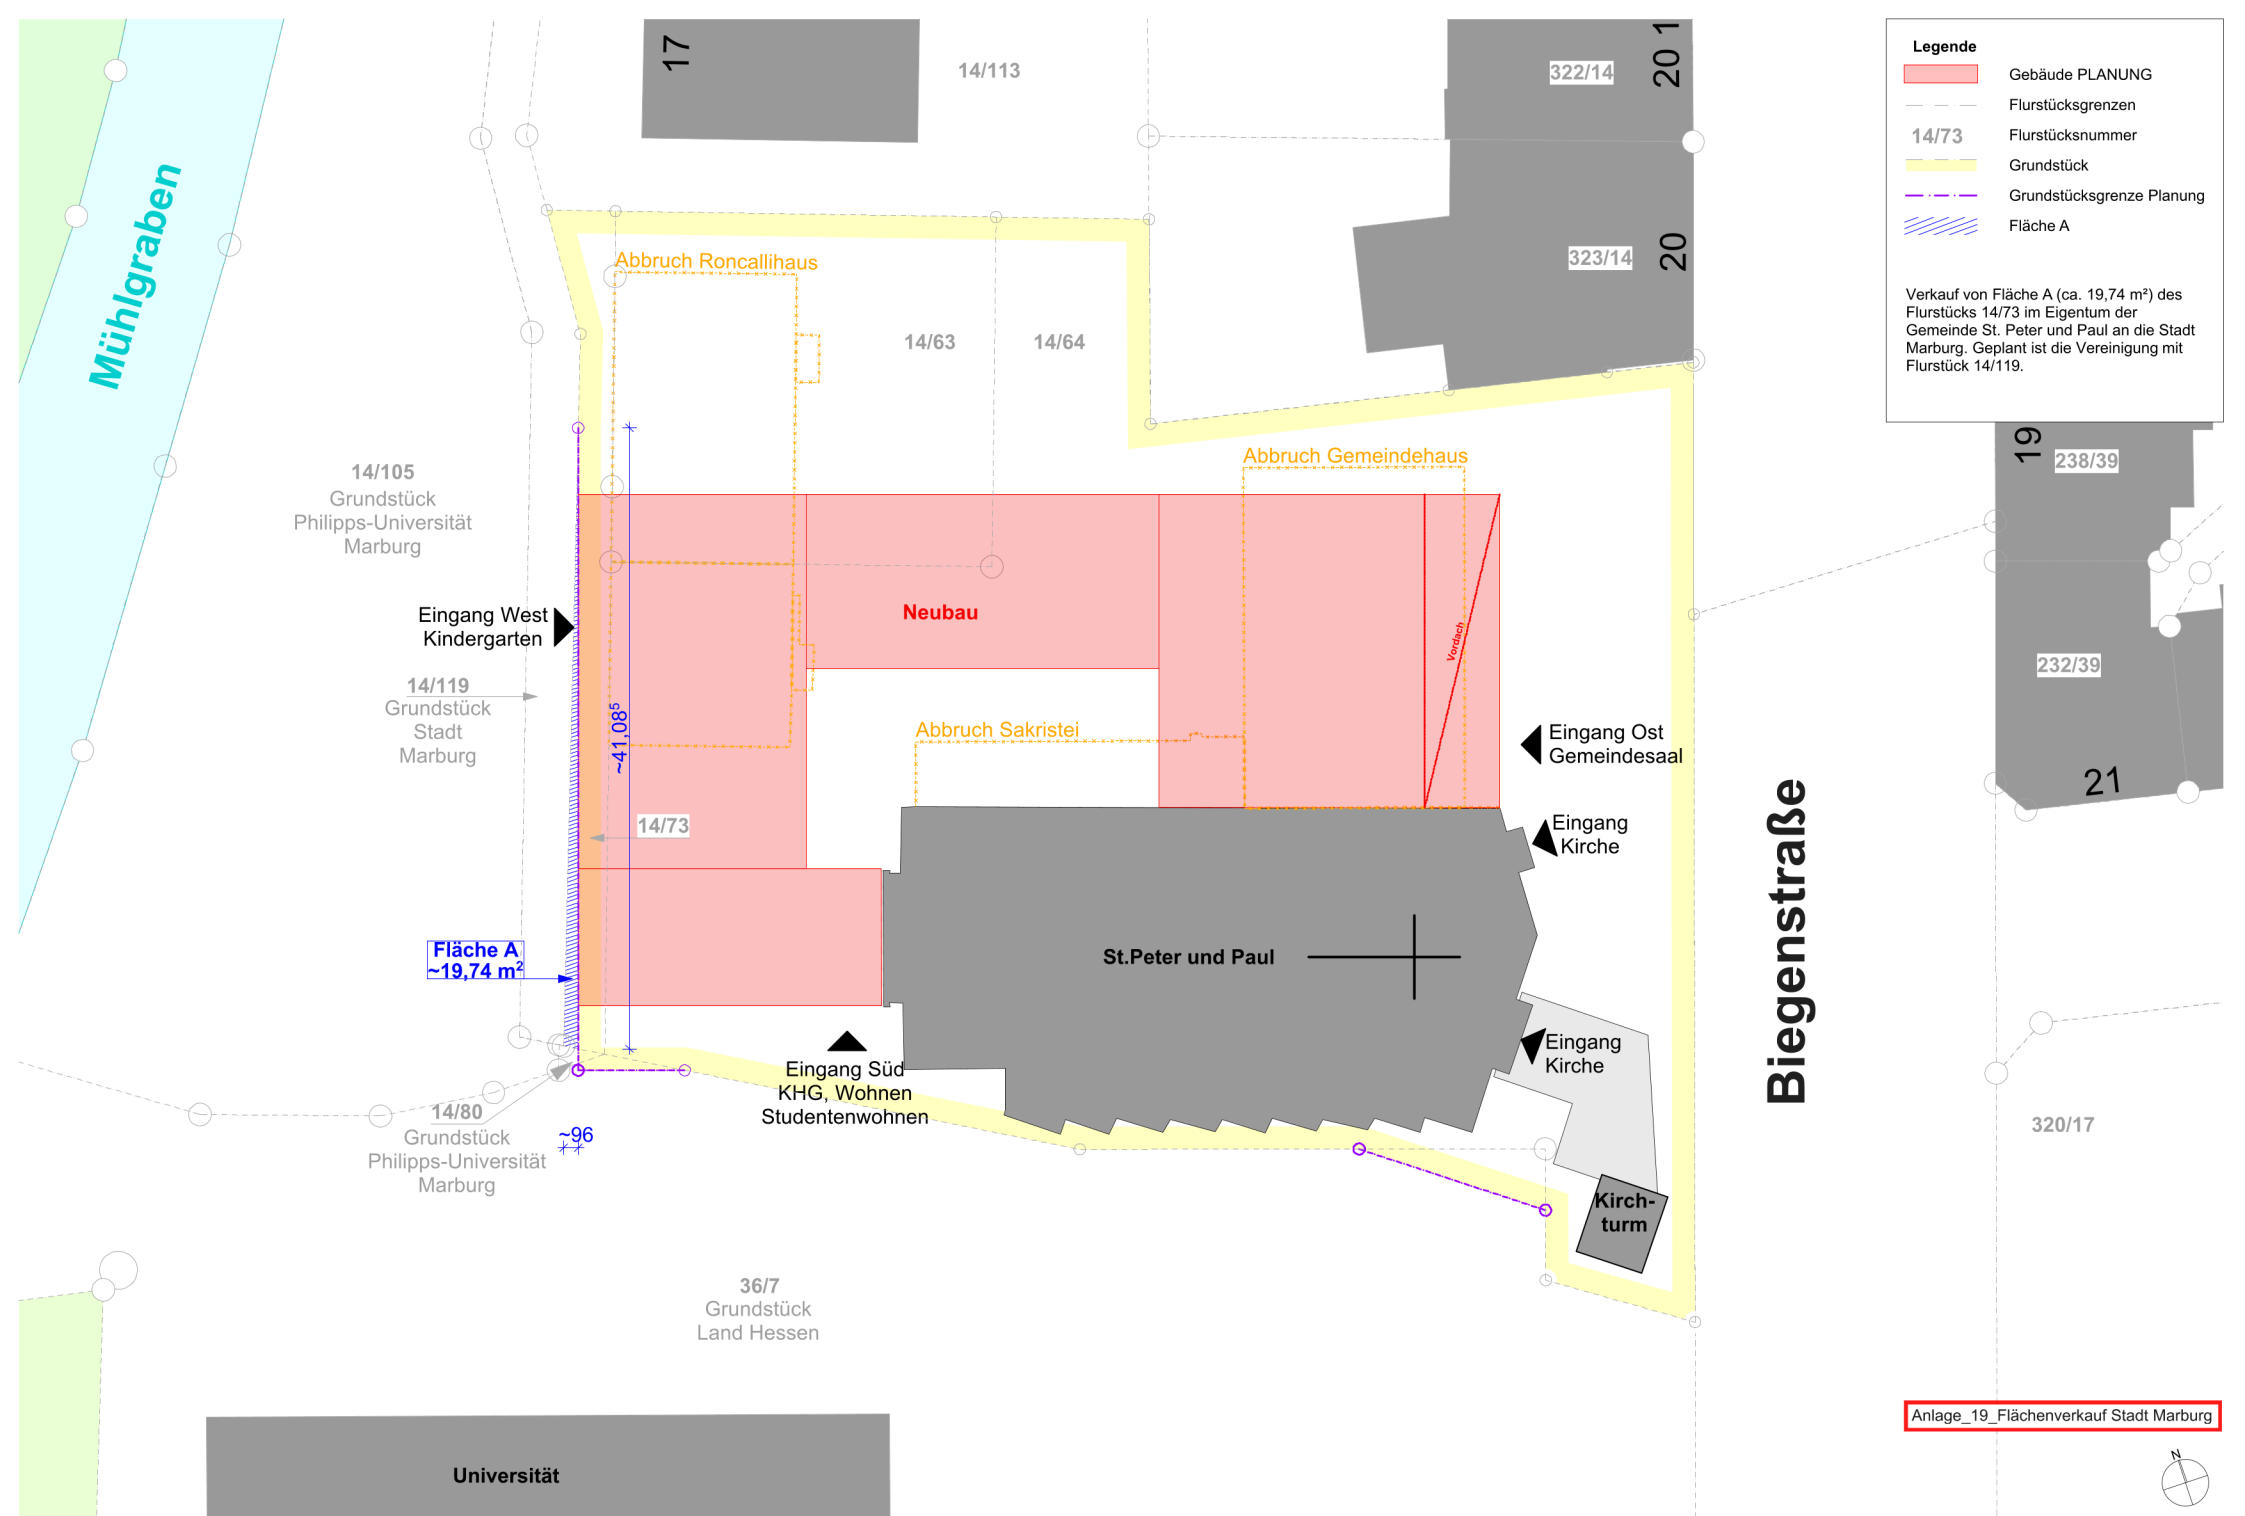 Legende
Gebäude PLANUNG
Flurstücksgrenzen
14/73
Flurstücksnummer
Grundstück
Grundstücksgrenze Planung
Fläche A
Verkauf von Fläche A (ca. 19,74 m²) des
Flurstücks 14/73 im Eigentum der
Gemeinde St. Peter und Paul an die Stadt
Marburg. Geplant ist die Vereinigung mit
Flurstück 14/119.
17
14/113
322/14
20 1
323/14
20
Mühlgraben
Abbruch Roncallihaus
14/63
14/64
14/105
Grundstück
Philipps-Universität
Marburg
Abbruch Gemeindehaus
19
238/39
Eingang West
Kindergarten
Neubau
Vordach
232/39
14/119
Grundstück
Stadt
Marburg
~41,08⁵
Abbruch Sakristei
Eingang Ost
Gemeindesaal
21
14/73
Eingang
Kirche
Biegenstraße
Fläche A
~19,74 m²
St.Peter und Paul
Eingang
Kirche
Eingang Süd
KHG, Wohnen
Studentenwohnen
14/80
Grundstück
Philipps-Universität
Marburg
~96
320/17
Kirch-
turm
36/7
Grundstück
Land Hessen
Anlage_19_Flächenverkauf Stadt Marburg
N
Universität